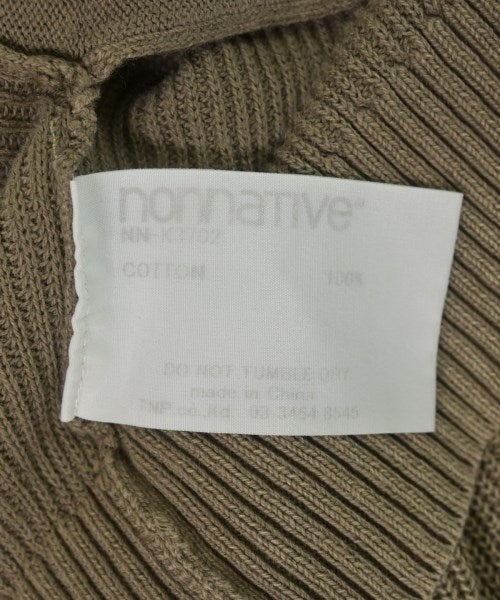 nonnative
NN-K3702
COTTON 100%
DO NOT TUMBLE DRY
made in China
TNP.co.,ltd. 03 3464 8545